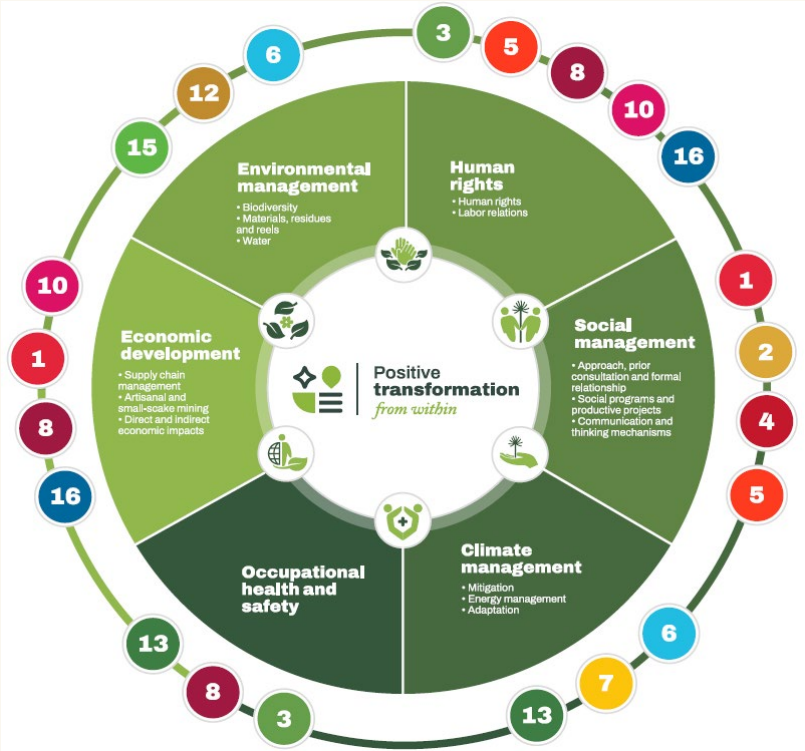 6
3
5
12
8
10
15
16
Environmental
management
• Biodiversity
• Materials, residues
and reels
• Water
Human
rights
• Human rights
• Labor relations
10
1
8
16
Economic
development
• Supply chain
management
• Artisanal and
small-scake mining
• Direct and indirect
economic impacts
Positive
transformation
from within
Social
management
• Approach, prior
consultation and formal
relationship
• Social programs and
productive projects
• Communication and
thinking mechanisms
1
2
4
5
Occupational
health and
safety
Climate
management
• Mitigation
• Energy management
• Adaptation
13
8
3
13
7
6